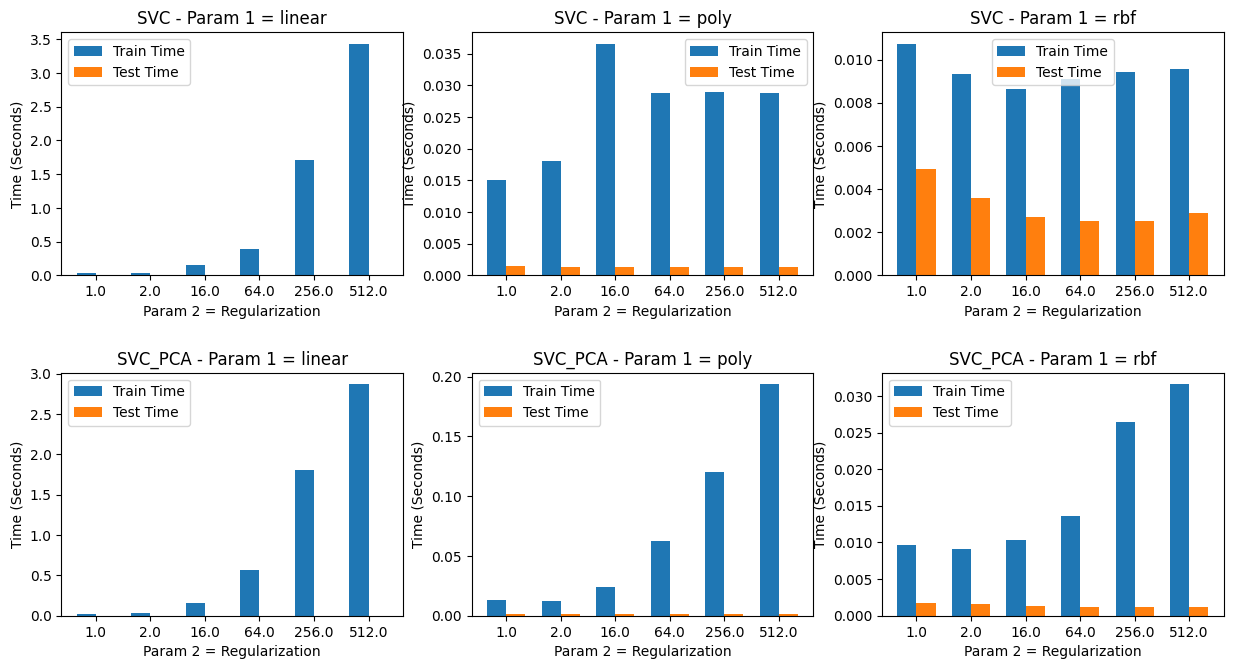 SVC - Param 1 = linear
3.5
3.0
2.5
2.0
1.5
1.0
0.5
0.0
Time (Seconds)
Train Time
Test Time
1.0 2.0 16.0 64.0 256.0 512.0
Param 2 = Regularization
SVC - Param 1 = poly
0.035
0.030
0.025
0.020
0.015
0.010
0.005
0.000
Time (Seconds)
Train Time
Test Time
1.0 2.0 16.0 64.0 256.0 512.0
Param 2 = Regularization
SVC - Param 1 = rbf
0.010
0.008
0.006
0.004
0.002
0.000
Time (Seconds)
Train Time
Test Time
1.0 2.0 16.0 64.0 256.0 512.0
Param 2 = Regularization
SVC_PCA - Param 1 = linear
3.0
2.5
2.0
1.5
1.0
0.5
0.0
Time (Seconds)
Train Time
Test Time
1.0 2.0 16.0 64.0 256.0 512.0
Param 2 = Regularization
SVC_PCA - Param 1 = poly
0.20
0.15
0.10
0.05
0.00
Time (Seconds)
Train Time
Test Time
1.0 2.0 16.0 64.0 256.0 512.0
Param 2 = Regularization
SVC_PCA - Param 1 = rbf
0.030
0.025
0.020
0.015
0.010
0.005
0.000
Time (Seconds)
Train Time
Test Time
1.0 2.0 16.0 64.0 256.0 512.0
Param 2 = Regularization